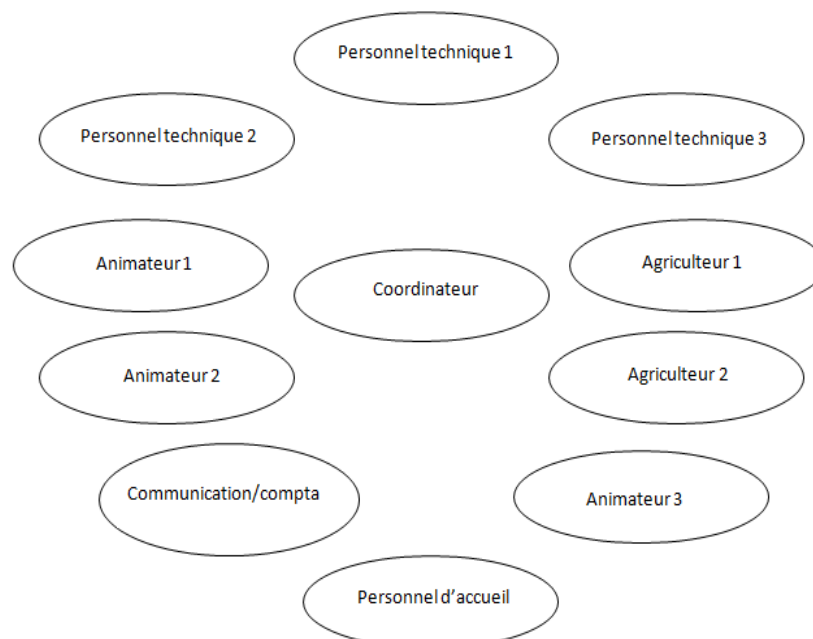 Personnel technique 1
Personnel technique 2
Personnel technique 3
Animateur 1
Coordinateur
Agriculteur 1
Animateur 2
Agriculteur 2
Communication/compta
Animateur 3
Personnel d’accueil